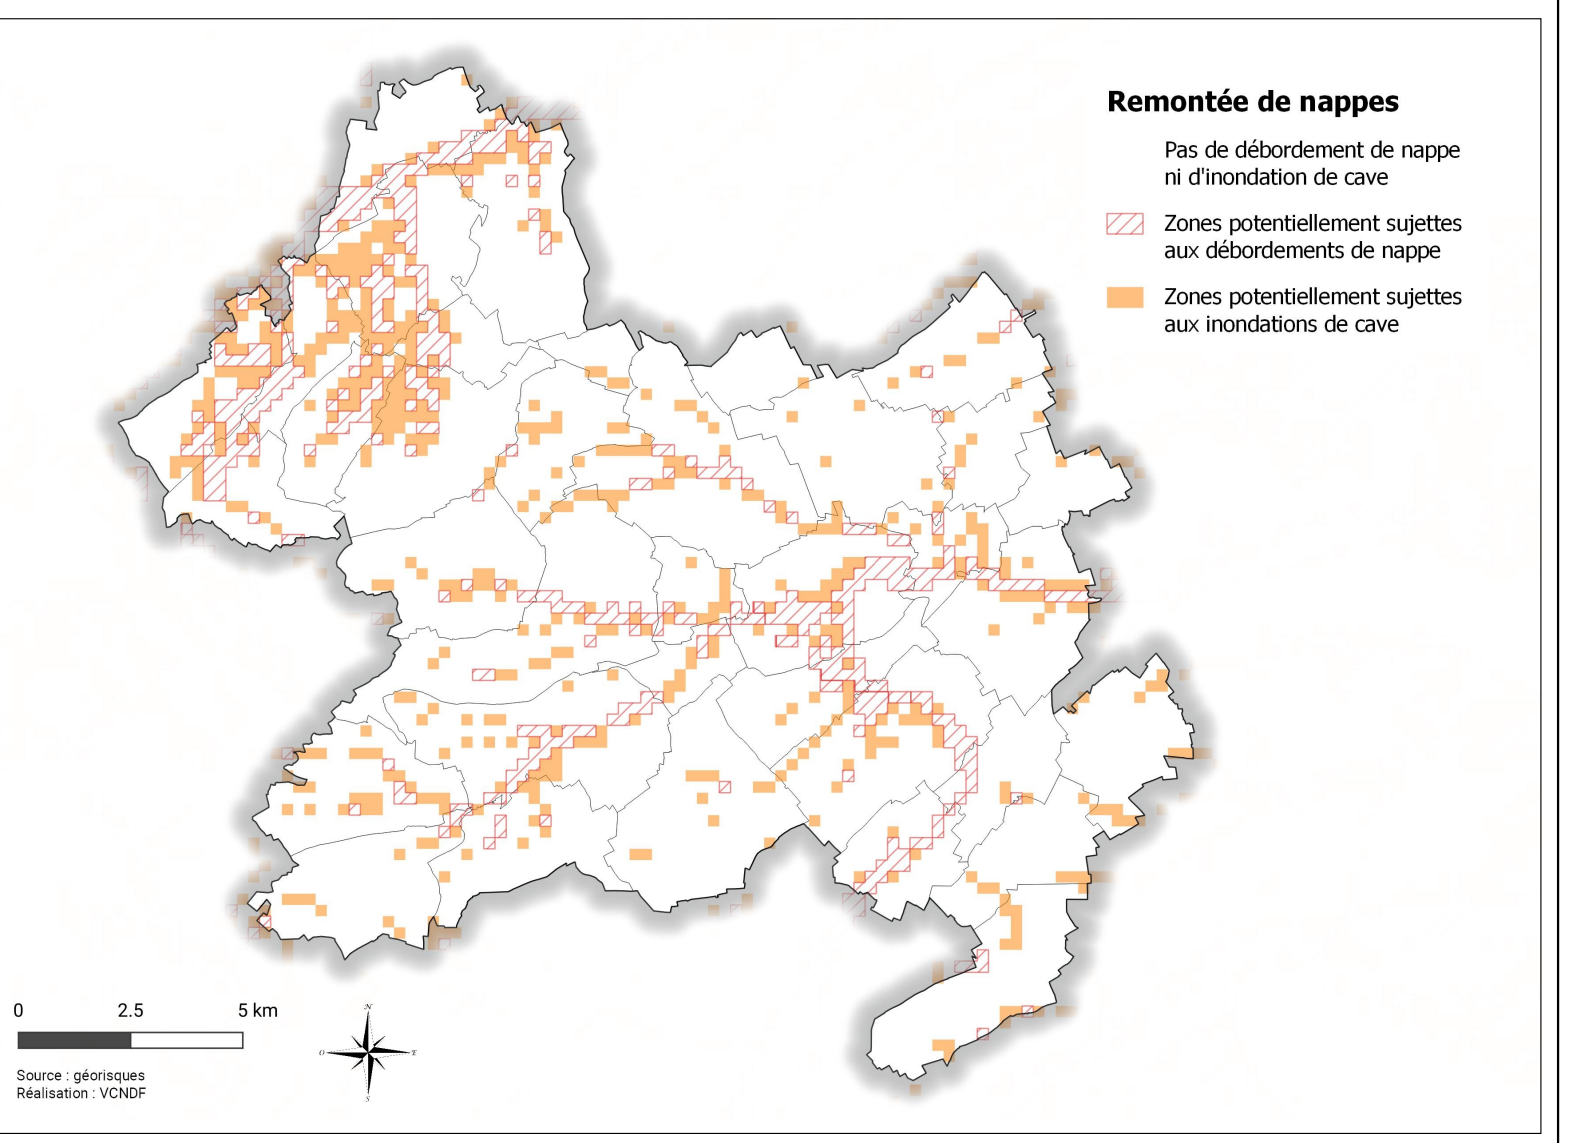 Remontée de nappes
Pas de débordement de nappe
ni d'inondation de cave
Zones potentiellement sujettes
aux débordements de nappe
Zones potentiellement sujettes
aux inondations de cave
0 2.5 5 km
Source : géorisques
Réalisation : VCNDF
N
O E
S